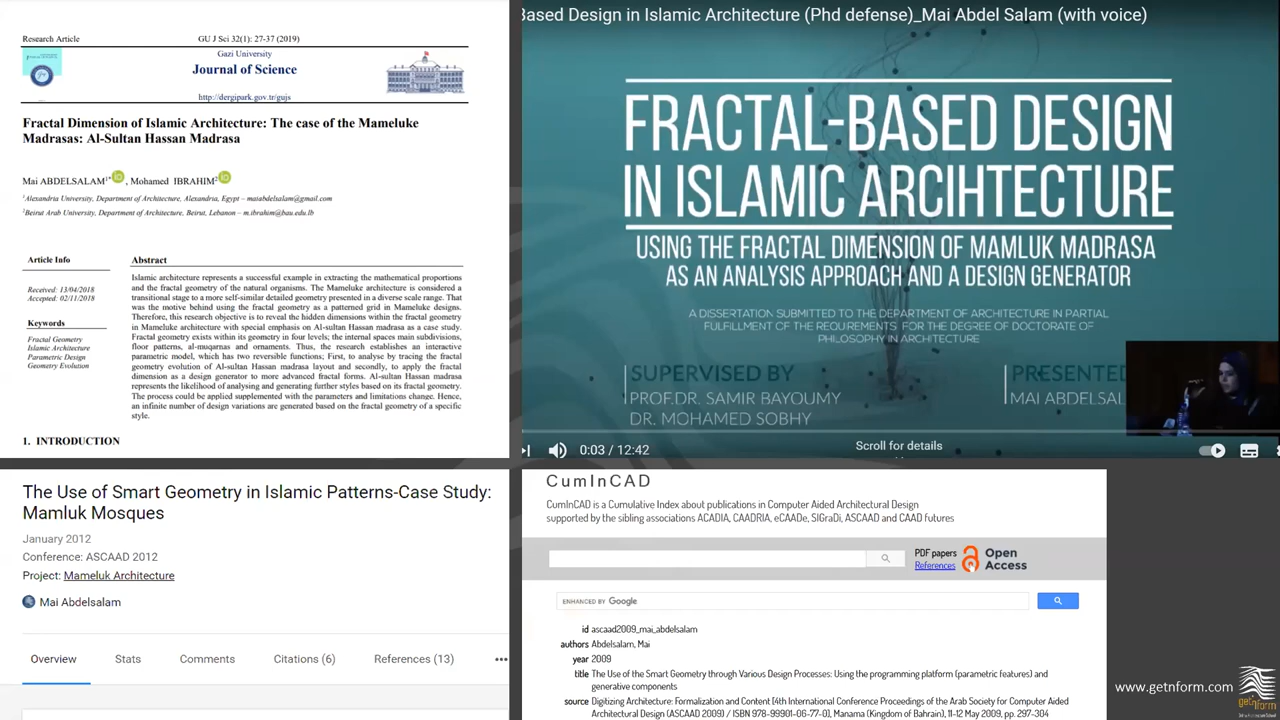 Research Article
GU J Sci 32(1): 27-37 (2019)
Gazi University
Journal of Science
http://dergipark.gov.tr/gujs
Fractal Dimension of Islamic Architecture: The case of the Mameluke
Madrasas: Al-Sultan Hassan Madrasa
Mai ABDELSALAM1* iD , Mohamed IBRAHIM2 iD
1Alexandria University, Department of Architecture, Alexandria, Egypt – maiabdelsalam@gmail.com
2Beirut Arab University, Department of Architecture, Beirut, Lebanon – m.ibrahim@bau.edu.lb
Article Info
Received: 13/04/2018
Accepted: 02/11/2018
Keywords
Fractal Geometry
Islamic Architecture
Parametric Design
Geometry Evolution
Abstract
Islamic architecture represents a successful example in extracting the mathematical proportions
and the fractal geometry of the natural organisms. The Mameluke architecture is considered a
transitional stage to a more self-similar detailed geometry presented in a diverse scale range. That
was the motive behind using the fractal geometry as a patterned grid in Mameluke designs.
Therefore, this research objective is to reveal the hidden dimensions within the fractal geometry
in Mameluke architecture with special emphasis on Al-sultan Hassan madrasa as a case study.
Fractal geometry exists within its geometry in four levels; the internal spaces main subdivisions,
floor patterns, al-muqarnas and ornaments. Thus, the research establishes an interactive
parametric model, which has two reversible functions; First, to analyse by tracing the fractal
geometry evolution of Al-sultan Hassan madrasa layout and secondly, to apply the fractal
dimension as a design generator to more advanced fractal forms. Al-sultan Hassan madrasa
represents the likelihood of analysing and generating further styles based on its fractal geometry.
The process could be applied supplemented with the parameters and limitations change. Hence,
an infinite number of design variations are generated based on the fractal geometry of a specific
style.
1. INTRODUCTION
Based Design in Islamic Architecture (Phd defense)_Mai Abdel Salam (with voice)
FRACTAL-BASED DESIGN
IN ISLAMIC ARCIHTECTURE
USING THE FRACTAL DIMENSION OF MAMLUK MADRASA
AS AN ANALYSIS APPROACH AND A DESIGN GENERATOR
A DISSERTATION SUBMITTED TO THE DEPARTMENT OF ARCHITECTURE IN PARTIAL
FULFILLMENT OF THE REQUREMENTS FOR THE DEGREE OF DOCTORATE OF
PHILOSOPHY IN ARCHITECTURE
SUPERVISED BY
PROF.DR. SAMIR BAYOUMY
DR. MOHAMED SOBHY
PRESENTED
MAI ABDELSAL
0:03 / 12:42
Scroll for details
The Use of Smart Geometry in Islamic Patterns-Case Study:
Mamluk Mosques
January 2012
Conference: ASCAAD 2012
Project: Mameluk Architecture
Mai Abdelsalam
Overview Stats Comments Citations (6) References (13) •••
CumInCAD
CumInCAD is a Cumulative Index about publications in Computer Aided Architectural Design
supported by the sibling associations ACADIA, CAADRIA, eCAADe, SIGraDi, ASCAAD and CAAD futures
PDF papers
References
Open
Access
ENHANCED BY Google
id ascaad2009_mai_abdelsalam
authors Abdelsalam, Mai
year 2009
title The Use of the Smart Geometry through Various Design Processes: Using the programming platform (parametric features) and
generative components
source Digitizing Architecture: Formalization and Content [4th International Conference Proceedings of the Arab Society for Computer Aided
Architectural Design (ASCAAD 2009) / ISBN 978-99901-06-77-0], Manama (Kingdom of Bahrain), 11-12 May 2009, pp. 297-304
www.getnform.com
getnform